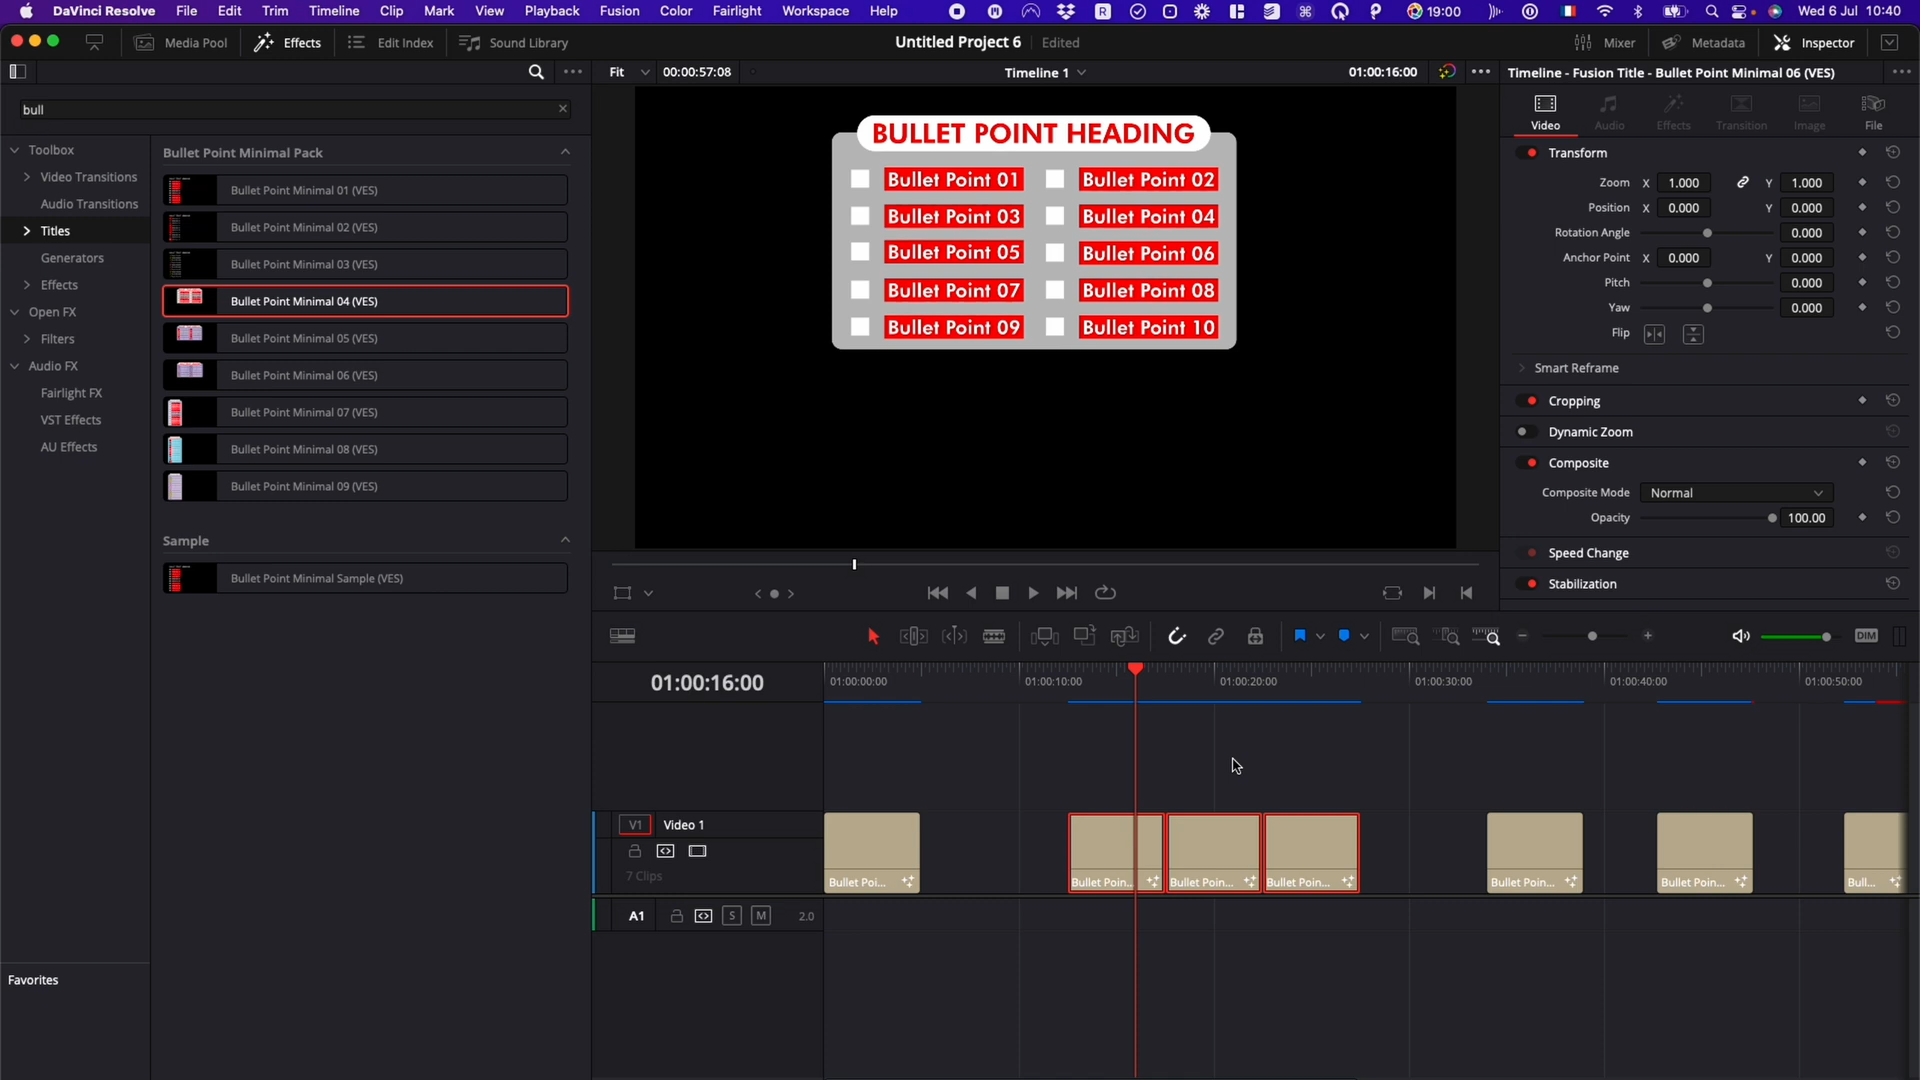 DaVinci Resolve File Edit Trim Timeline Clip Mark View Playback Fusion Color Fairlight Workspace Help 19:00 Wed 6 Jul 10:40
Media Pool Effects Edit Index Sound Library Untitled Project 6 Edited Mixer Metadata Inspector
Fit 00:00:57:08 Timeline 1 01:00:16:00 Timeline - Fusion Title - Bullet Point Minimal 06 (VES)
bull
Video Audio Effects Transition Image File
Toolbox
Video Transitions
Audio Transitions
Titles
Generators
Effects
Open FX
Filters
Audio FX
Fairlight FX
VST Effects
AU Effects
Favorites
Bullet Point Minimal Pack
Bullet Point Minimal 01 (VES)
Bullet Point Minimal 02 (VES)
Bullet Point Minimal 03 (VES)
Bullet Point Minimal 04 (VES)
Bullet Point Minimal 05 (VES)
Bullet Point Minimal 06 (VES)
Bullet Point Minimal 07 (VES)
Bullet Point Minimal 08 (VES)
Bullet Point Minimal 09 (VES)
Sample
Bullet Point Minimal Sample (VES)
BULLET POINT HEADING
Bullet Point 01 Bullet Point 02
Bullet Point 03 Bullet Point 04
Bullet Point 05 Bullet Point 06
Bullet Point 07 Bullet Point 08
Bullet Point 09 Bullet Point 10
Transform
Zoom X 1.000 Y 1.000
Position X 0.000 Y 0.000
Rotation Angle 0.000
Anchor Point X 0.000 Y 0.000
Pitch 0.000
Yaw 0.000
Flip
Smart Reframe
Cropping
Dynamic Zoom
Composite
Composite Mode Normal
Opacity 100.00
Speed Change
Stabilization
DIM
01:00:16:00 01:00:00:00 01:00:10:00 01:00:20:00 01:00:30:00 01:00:40:00 01:00:50:00
V1 Video 1
7 Clips
Bullet Poi... Bullet Poin... Bullet Poin... Bullet Poin... Bullet Poin... Bullet Poin... Bull...
A1 S M 2.0